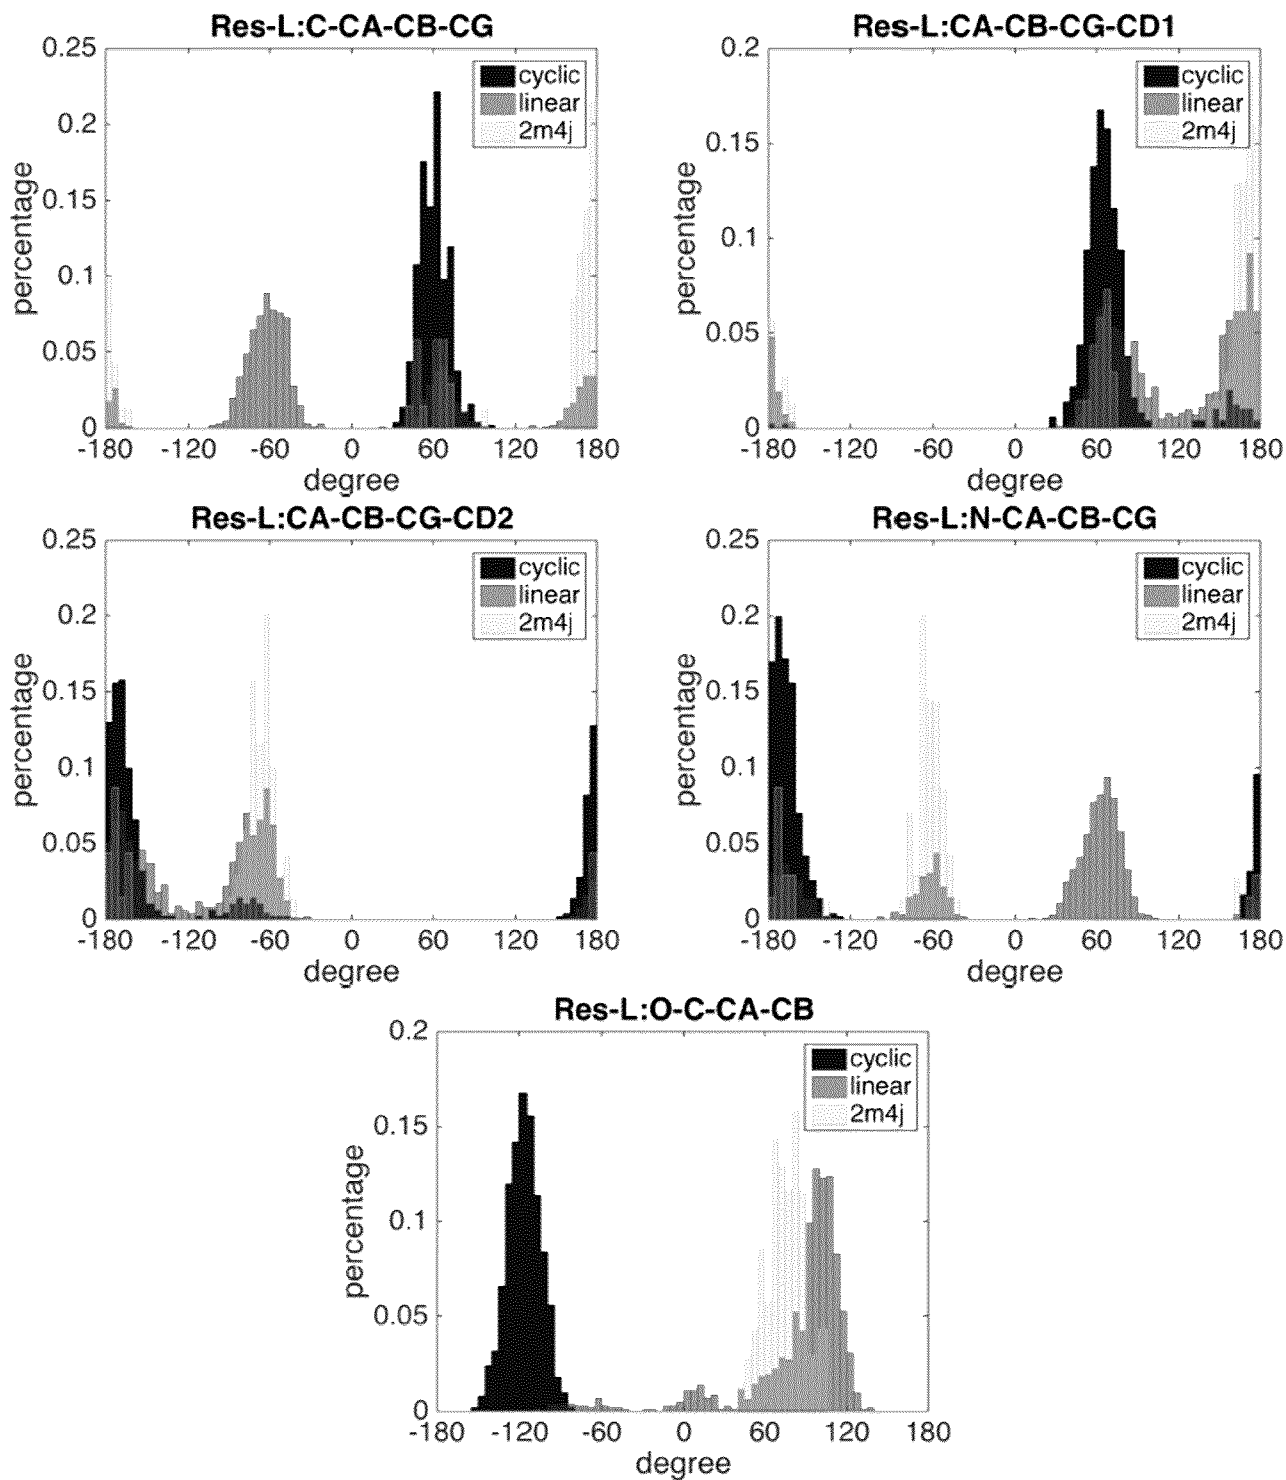 Res-L:C-CA-CB-CG
0.25
0.2
0.15
0.1
0.05
0
percentage
-180 -120 -60 0 60 120 180
degree
cyclic
linear
2m4j
Res-L:CA-CB-CG-CD1
0.2
0.15
0.1
0.05
0
percentage
-180 -120 -60 0 60 120 180
degree
cyclic
linear
2m4j
Res-L:CA-CB-CG-CD2
0.25
0.2
0.15
0.1
0.05
0
percentage
-180 -120 -60 0 60 120 180
degree
cyclic
linear
2m4j
Res-L:N-CA-CB-CG
0.25
0.2
0.15
0.1
0.05
0
percentage
-180 -120 -60 0 60 120 180
degree
cyclic
linear
2m4j
Res-L:O-C-CA-CB
0.2
0.15
0.1
0.05
0
percentage
-180 -120 -60 0 60 120 180
degree
cyclic
linear
2m4j